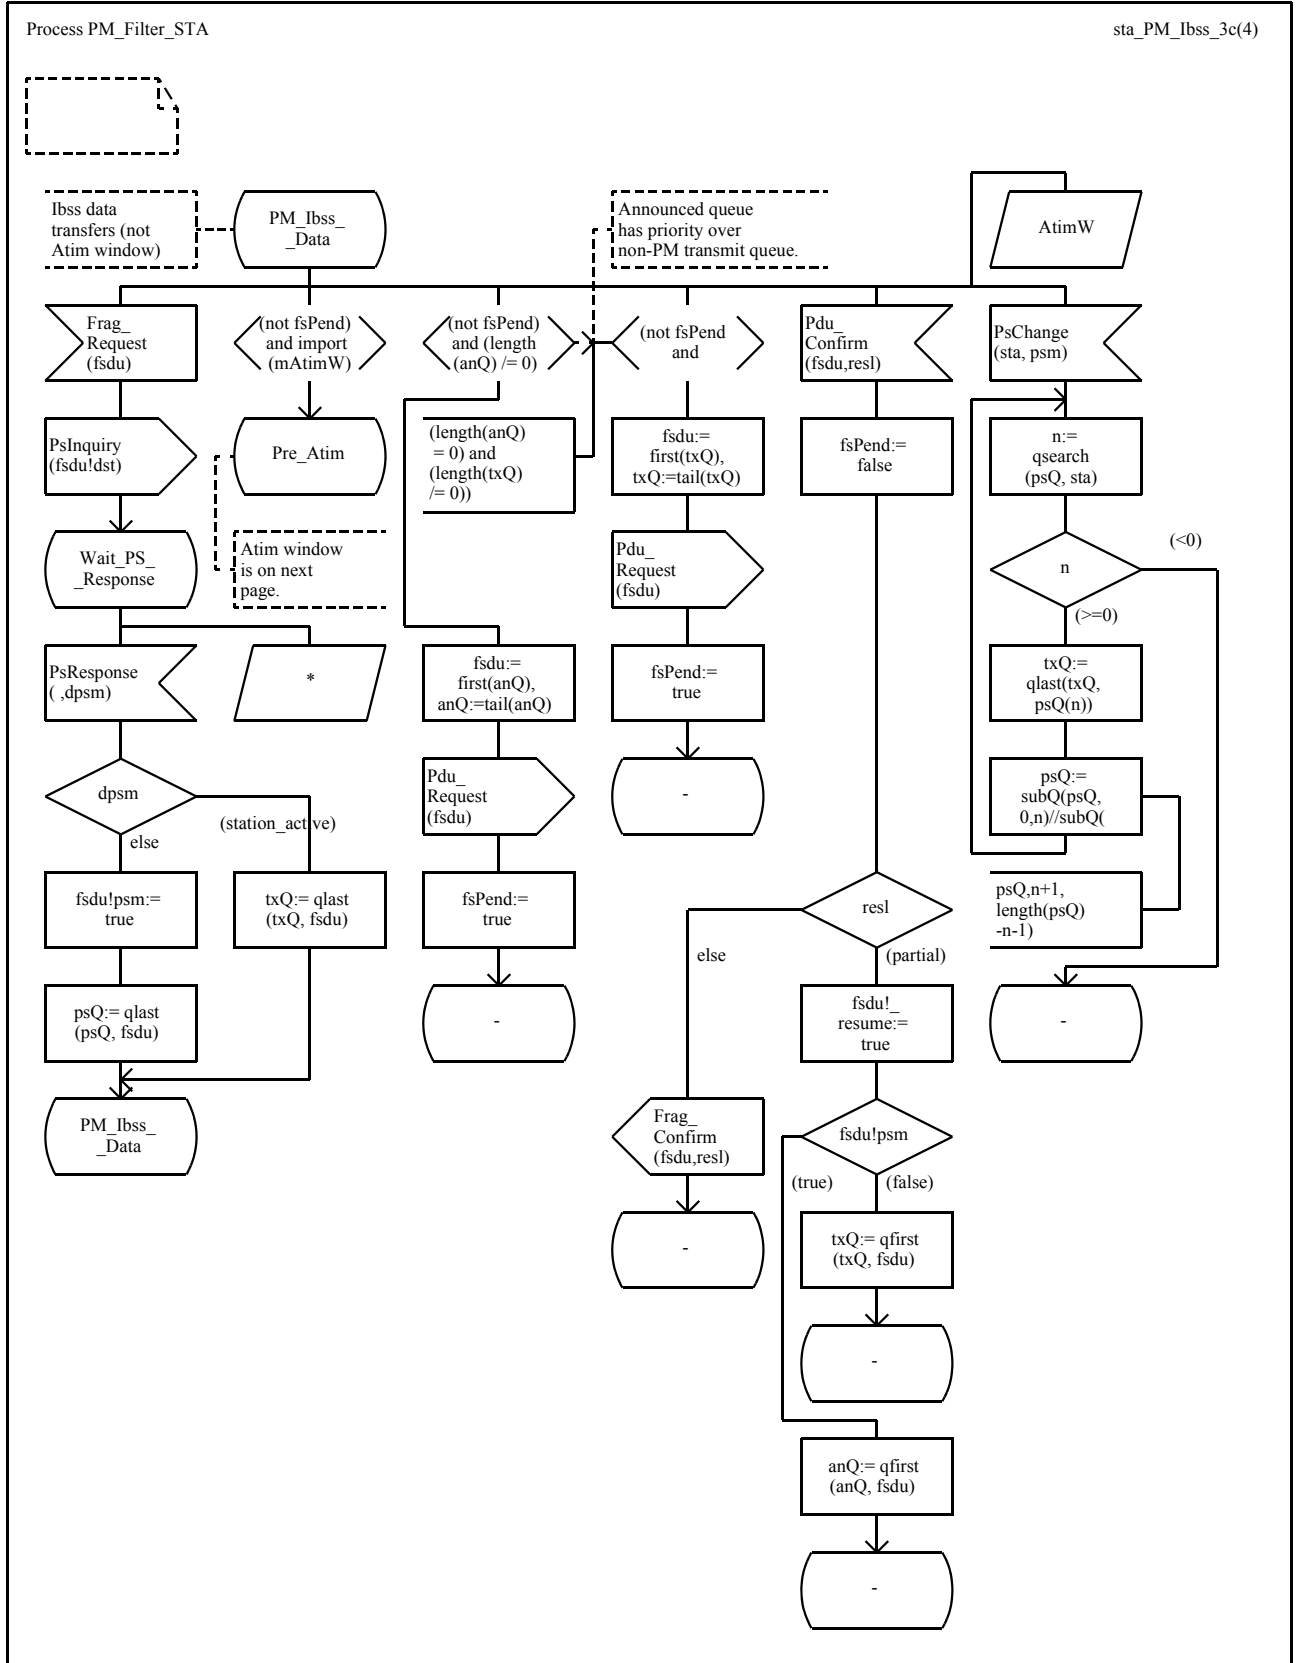 Process PM_Filter_STA
sta_PM_Ibss_3c(4)
Ibss data
transfers (not
Atim window)
PM_Ibss_
_Data
Announced queue
has priority over
non-PM transmit queue.
AtimW
Frag_
Request
(fsdu)
(not fsPend)
and import
(mAtimW)
(not fsPend)
and (length
(anQ) /= 0)
(not fsPend
and
Pdu_
Confirm
(fsdu,resl)
PsChange
(sta, psm)
PsInquiry
(fsdu!dst)
Pre_Atim
(length(anQ)
= 0) and
(length(txQ)
/= 0))
fsdu:=
first(txQ),
txQ:=tail(txQ)
fsPend:=
false
n:=
qsearch
(psQ, sta)
Wait_PS_
_Response
Atim window
is on next
page.
Pdu_
Request
(fsdu)
n
(<0)
(>=0)
PsResponse
( ,dpsm)
*
fsdu:=
first(anQ),
anQ:=tail(anQ)
fsPend:=
true
txQ:=
qlast(txQ,
psQ(n))
dpsm
(station_active)
else
Pdu_
Request
(fsdu)
-
psQ:=
subQ(psQ,
0,n)//subQ(
fsdu!psm:=
true
txQ:= qlast
(txQ, fsdu)
fsPend:=
true
resl
else
(partial)
psQ,n+1,
length(psQ)
-n-1)
psQ:= qlast
(psQ, fsdu)
-
fsdu!_
resume:=
true
-
PM_Ibss_
_Data
Frag_
Confirm
(fsdu,resl)
fsdu!psm
(true)
(false)
-
txQ:= qfirst
(txQ, fsdu)
-
anQ:= qfirst
(anQ, fsdu)
-